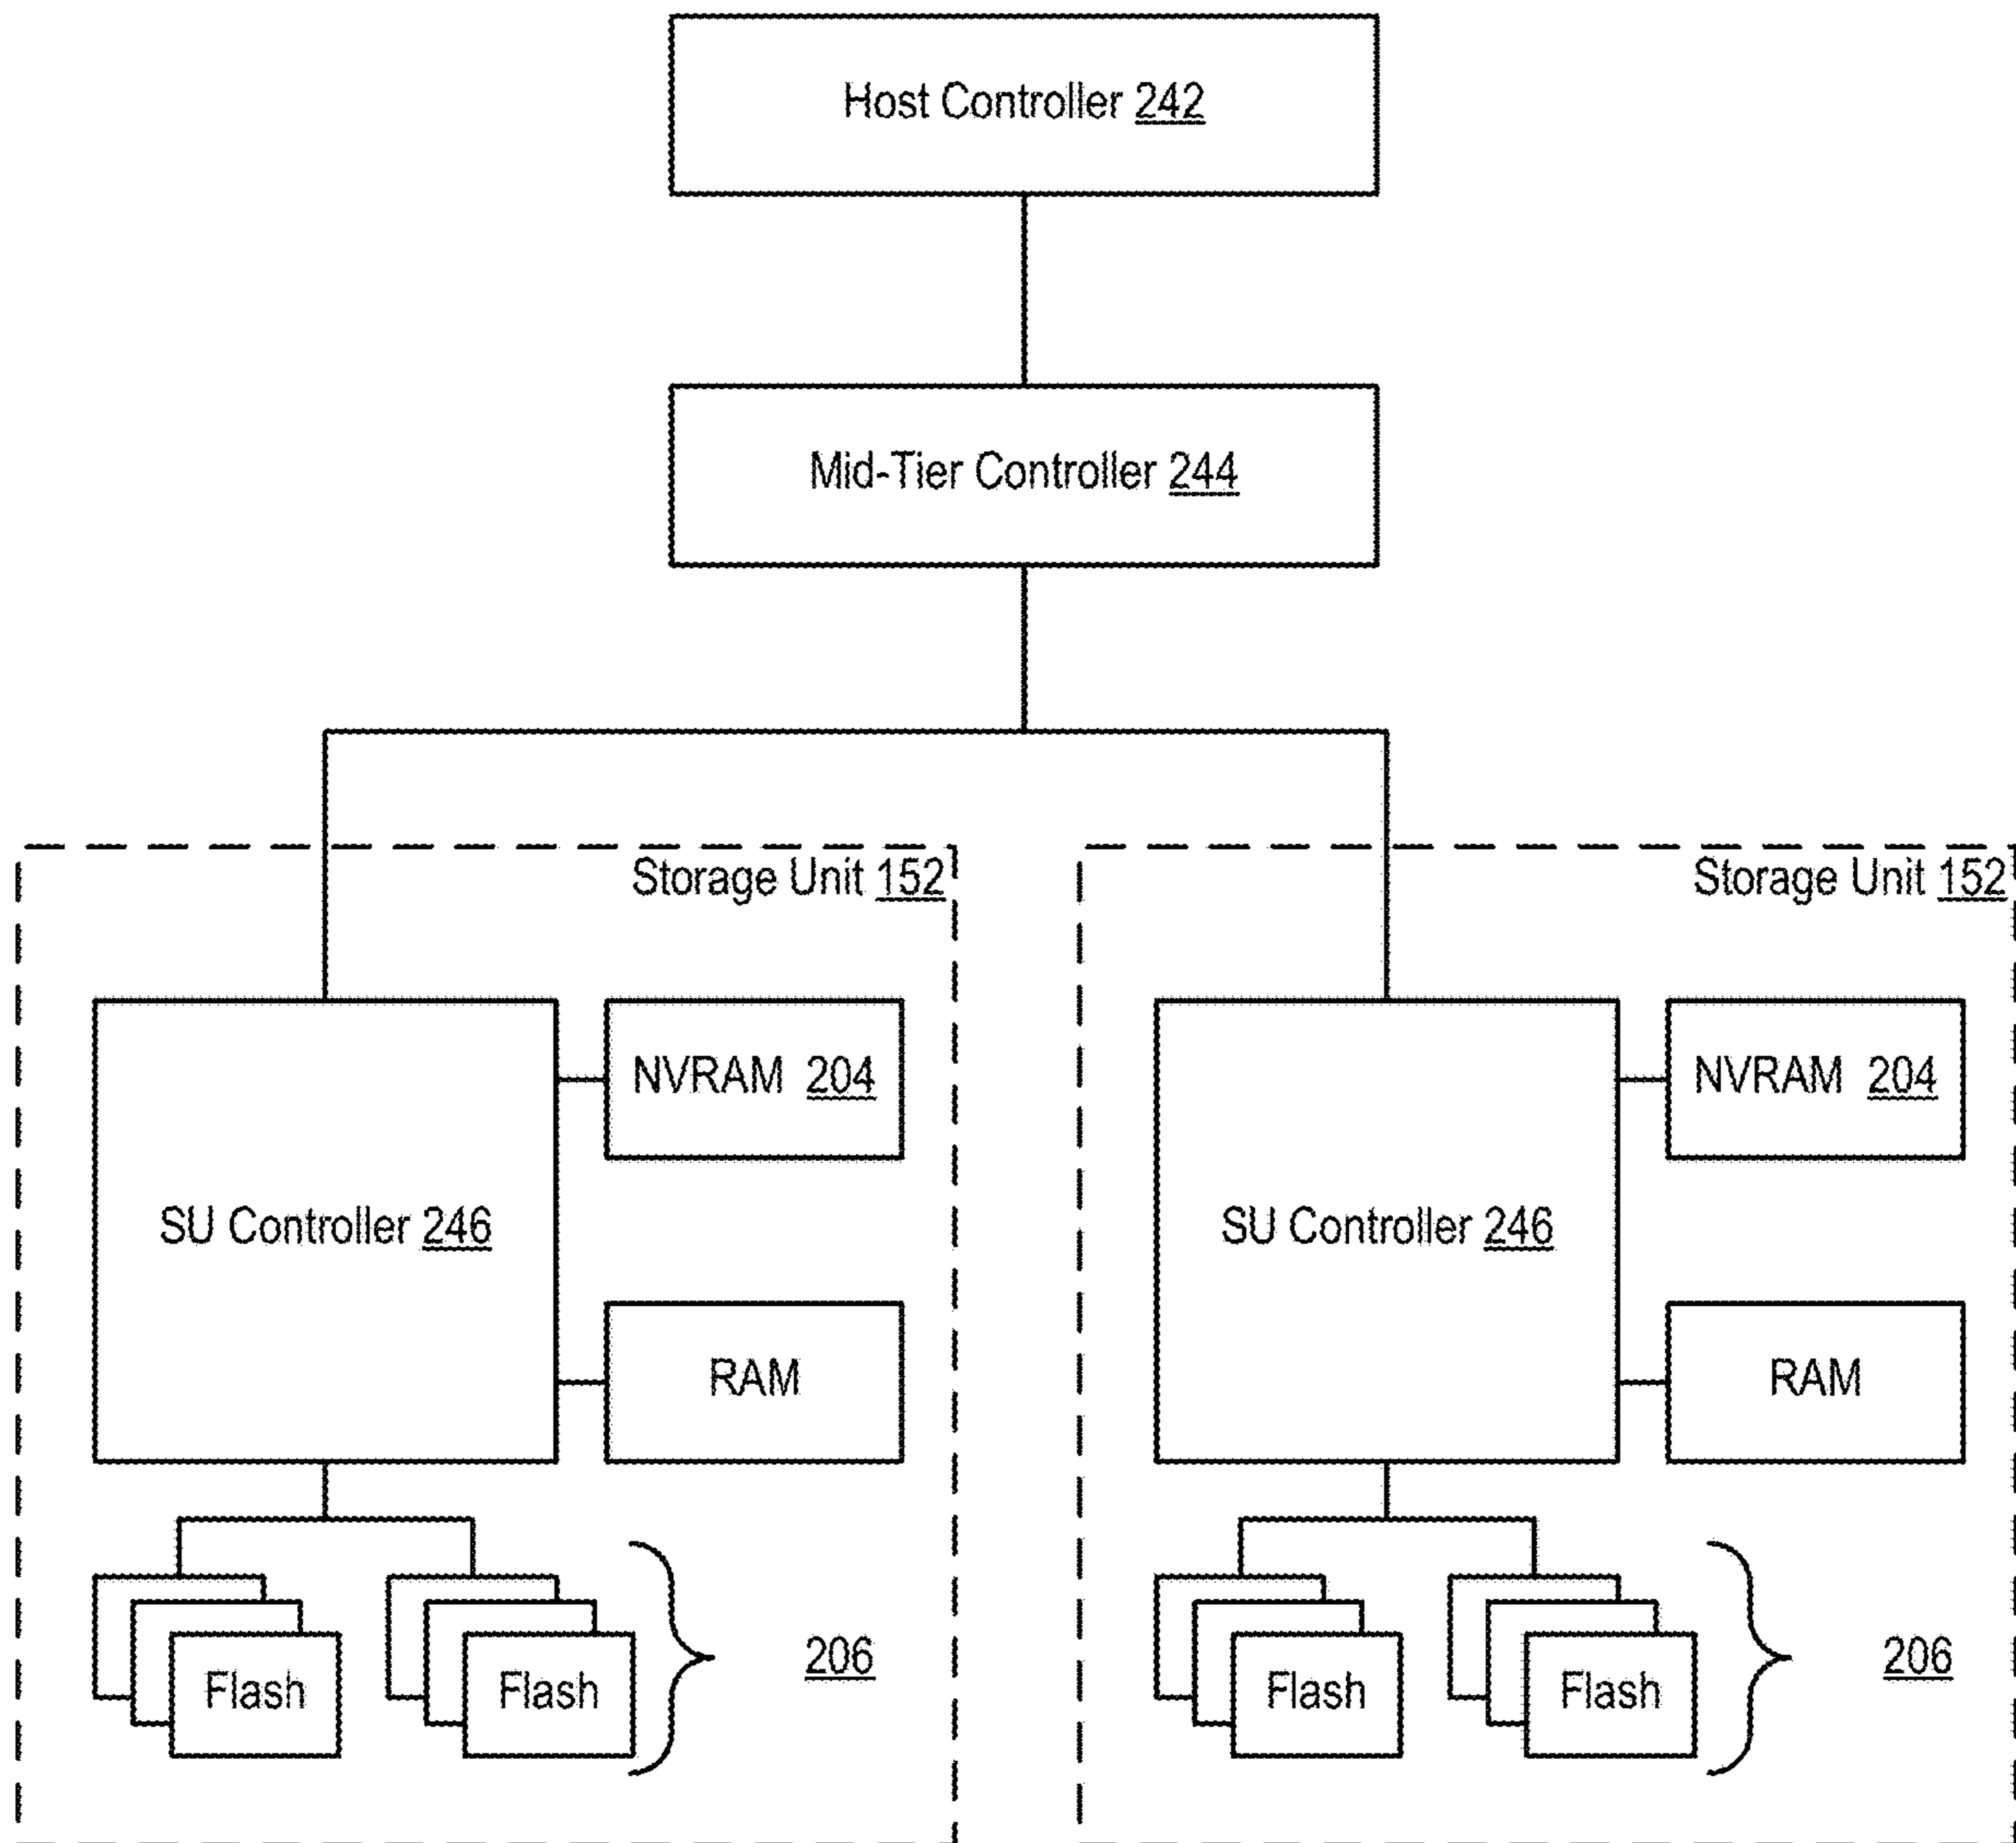 Host Controller 242
Mid-Tier Controller 244
Storage Unit 152
SU Controller 246
NVRAM 204
RAM
Flash
Flash
206
Storage Unit 152
SU Controller 246
NVRAM 204
RAM
Flash
Flash
206